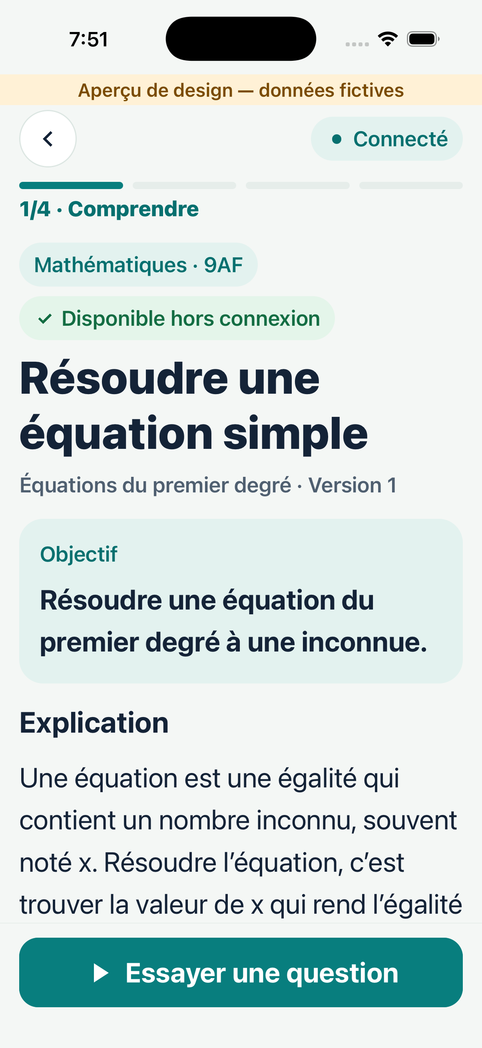 7:51
Aperçu de design — données fictives
Connecté
1/4 · Comprendre
Mathématiques · 9AF
✓ Disponible hors connexion
Résoudre une
équation simple
Équations du premier degré · Version 1
Objectif
Résoudre une équation du
premier degré à une inconnue.
Explication
Une équation est une égalité qui
contient un nombre inconnu, souvent
noté x. Résoudre l’équation, c’est
trouver la valeur de x qui rend l’égalité
Essayer une question